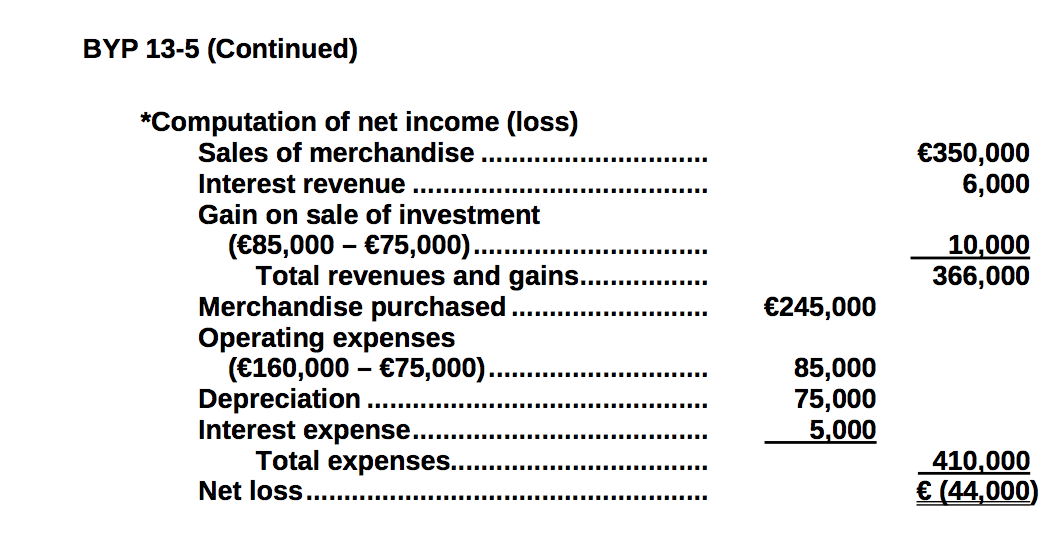 BYP 13-5 (Continued)
*Computation of net income (loss)
Sales of merchandise .............................. €350,000
Interest revenue ....................................... 6,000
Gain on sale of investment
(€85,000 – €75,000)............................... 10,000
Total revenues and gains................. 366,000
Merchandise purchased .......................... €245,000
Operating expenses
(€160,000 – €75,000)............................. 85,000
Depreciation ............................................. 75,000
Interest expense....................................... 5,000
Total expenses.................................. 410,000
Net loss..................................................... € (44,000)